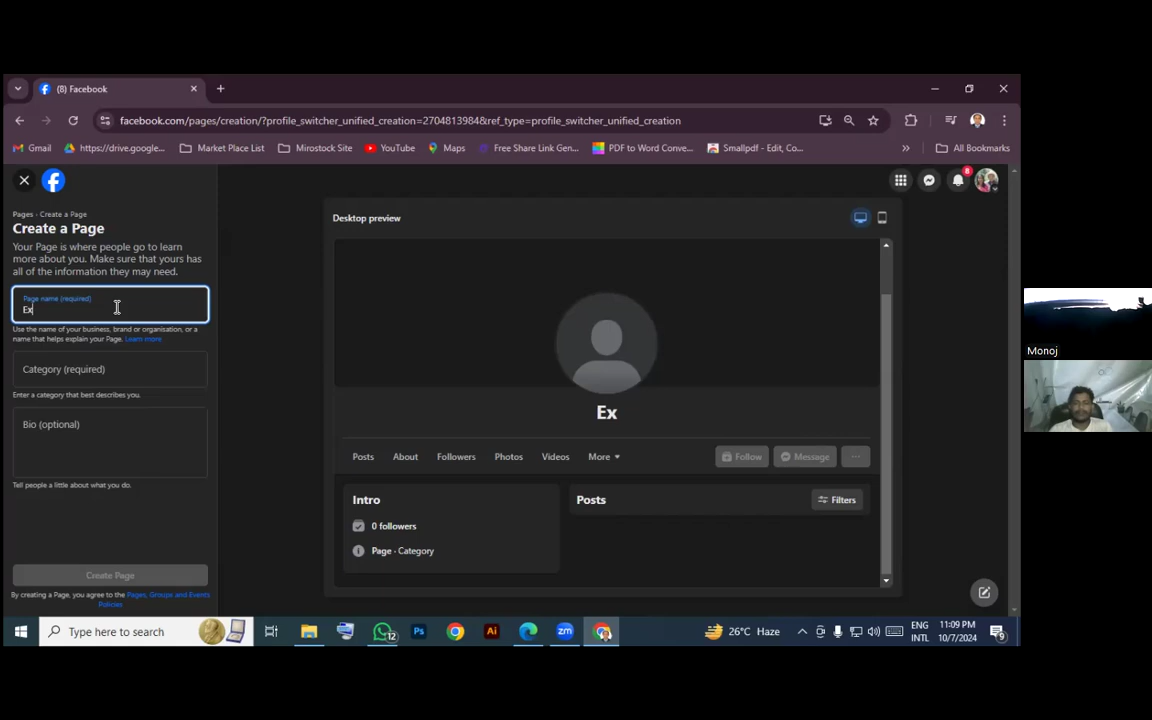 (8) Facebook
facebook.com/pages/creation/?profile_switcher_unified_creation=2704813984&ref_type=profile_switcher_unified_creation
Gmail
https://drive.google...
Market Place List
Mirostock Site
YouTube
Maps
Free Share Link Gen...
PDF to Word Conve...
Smallpdf - Edit, Co...
»
All Bookmarks
8
Pages · Create a Page
Create a Page
Your Page is where people go to learn
more about you. Make sure that yours has
all of the information they may need.
Page name (required)
Ex
Use the name of your business, brand or organisation, or a
name that helps explain your Page. Learn more
Category (required)
Enter a category that best describes you.
Bio (optional)
Tell people a little about what you do.
Create Page
By creating a Page, you agree to the Pages, Groups and Events
Policies
Desktop preview
Ex
Posts
About
Followers
Photos
Videos
More
Follow
Message
...
Intro
0 followers
Page · Category
Posts
Filters
Monoj
Type here to search
12
Ps
Ai
zm
26°C Haze
ENG
INTL
11:09 PM
10/7/2024
9